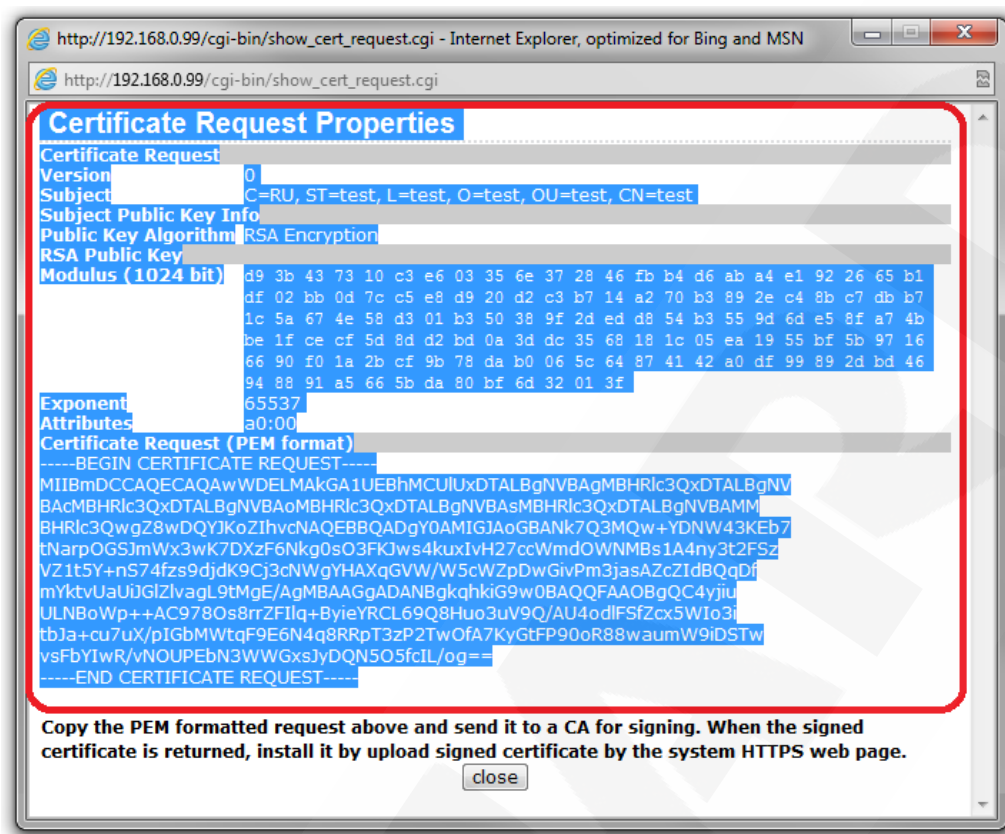 http://192.168.0.99/cgi-bin/show_cert_request.cgi - Internet Explorer, optimized for Bing and MSN
http://192.168.0.99/cgi-bin/show_cert_request.cgi
Certificate Request Properties
Certificate Request
Version 0
Subject C=RU, ST=test, L=test, O=test, OU=test, CN=test
Subject Public Key Info
Public Key Algorithm RSA Encryption
RSA Public Key
Modulus (1024 bit) d9 3b 43 73 10 c3 e6 03 35 6e 37 28 46 fb b4 d6 ab a4 e1 92 26 65 b1
df 02 bb 0d 7c c5 e8 d9 20 d2 c3 b7 14 a2 70 b3 89 2e c4 8b c7 db b7
1c 5a 67 4e 58 d3 01 b3 50 38 9f 2d ed d8 54 b3 55 9d 6d e5 8f a7 4b
be 1f ce cf 5d 8d d2 bd 0a 3d dc 35 68 18 1c 05 ea 19 55 bf 5b 97 16
66 90 f0 1a 2b cf 9b 78 da b0 06 5c 64 87 41 42 a0 df 99 89 2d bd 46
94 88 91 a5 66 5b da 80 bf 6d 32 01 3f
Exponent 65537
Attributes a0:00
Certificate Request (PEM format)
-----BEGIN CERTIFICATE REQUEST-----
MIIBmDCCAQECAQAwWDELMAkGA1UEBhMCUlUxDTALBgNVBAgMBHRlc3QxDTALBgNV
BAcMBHRlc3QxDTALBgNVBAoMBHRlc3QxDTALBgNVBAsMBHRlc3QxDTALBgNVBAMM
BHRlc3QwgZ8wDQYJKoZIhvcNAQEBBQADgY0AMIGJAoGBANk7Q3MQw+YDNW43KEb7
tNarpOGSJmWx3wK7DXzF6Nkg0sO3FKJws4kuxIvH27ccWmdOWNMBs1A4ny3t2FSz
VZ1t5Y+nS74fzs9djdK9Cj3cNWgYHAXqGVW/W5cWZpDwGivPm3jasAZcZIdBQqDf
mYktvUaUiJGlZlvagL9tMgE/AgMBAAGgADANBgkqhkiG9w0BAQQFAAOBgQC4yjiu
ULNBoWp++AC978Os8rrZFIlq+ByieYRCL69Q8Huo3uV9Q/AU4odlFSfZcx5WIo3i
tbJa+cu7uX/pIGbMWtqF9E6N4q8RRpT3zP2TwOfA7KyGtFP90oR88waumW9iDSTw
vsFbYIwR/vNOUPEbN3WWGxsJyDQN5O5fcIL/og==
-----END CERTIFICATE REQUEST-----
Copy the PEM formatted request above and send it to a CA for signing. When the signed
certificate is returned, install it by upload signed certificate by the system HTTPS web page.
close